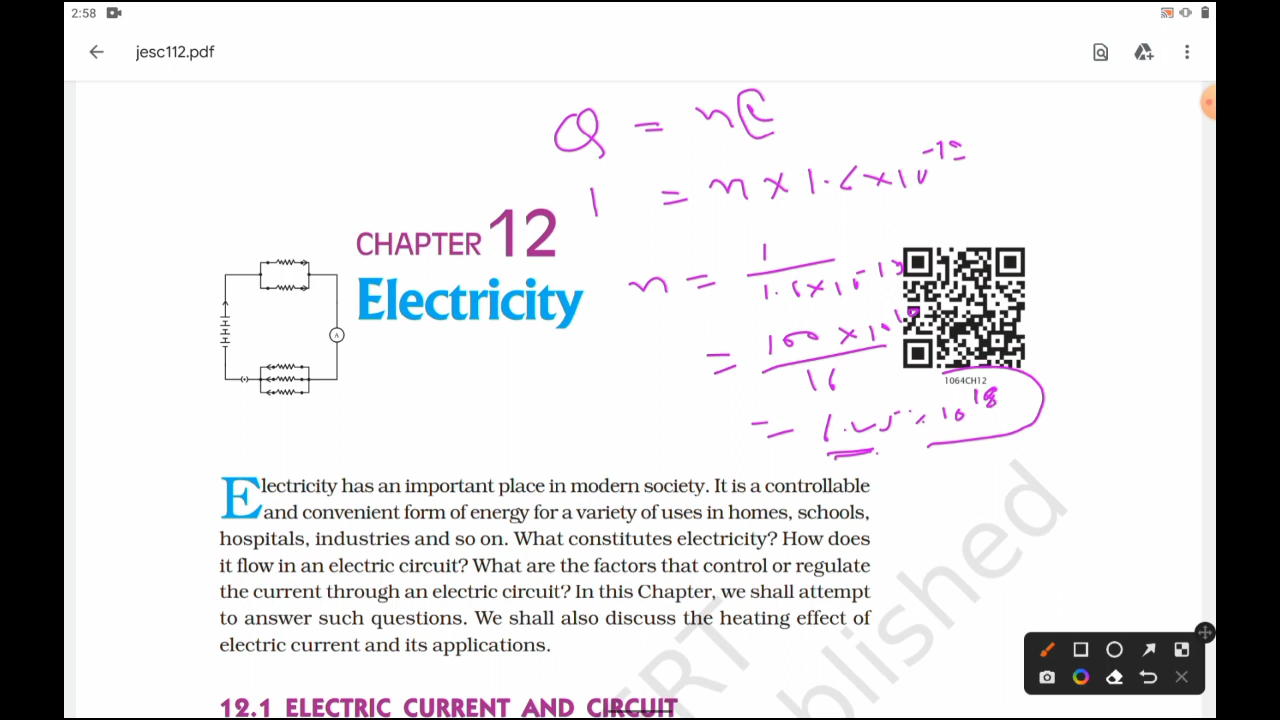 2:58
jesc112.pdf
Q = ne
1 = n × 1.6 × 10⁻¹⁹
CHAPTER 12
Electricity
n = 1 / 1.6 × 10⁻¹⁹
= 100 × 10¹⁸ / 16
A
1064CH12
= 6.25 × 10¹⁸
Electricity has an important place in modern society. It is a controllable
and convenient form of energy for a variety of uses in homes, schools,
hospitals, industries and so on. What constitutes electricity? How does
it flow in an electric circuit? What are the factors that control or regulate
the current through an electric circuit? In this Chapter, we shall attempt
to answer such questions. We shall also discuss the heating effect of
electric current and its applications.
12.1 ELECTRIC CURRENT AND CIRCUIT